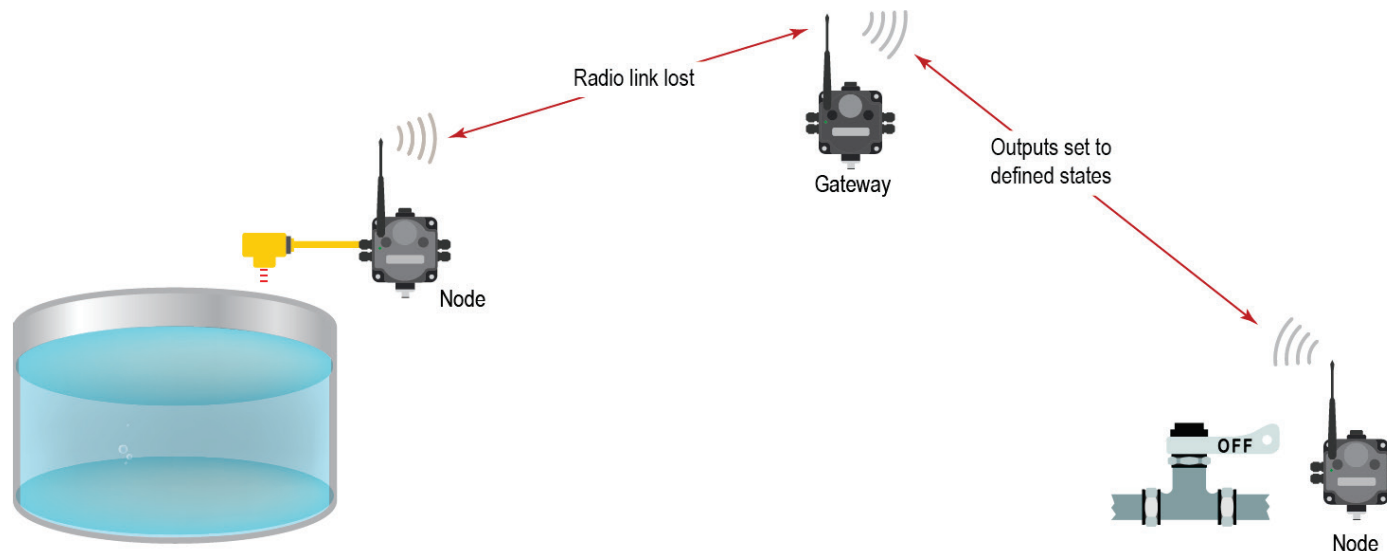 Radio link lost
Gateway
Outputs set to
defined states
Node
OFF
Node